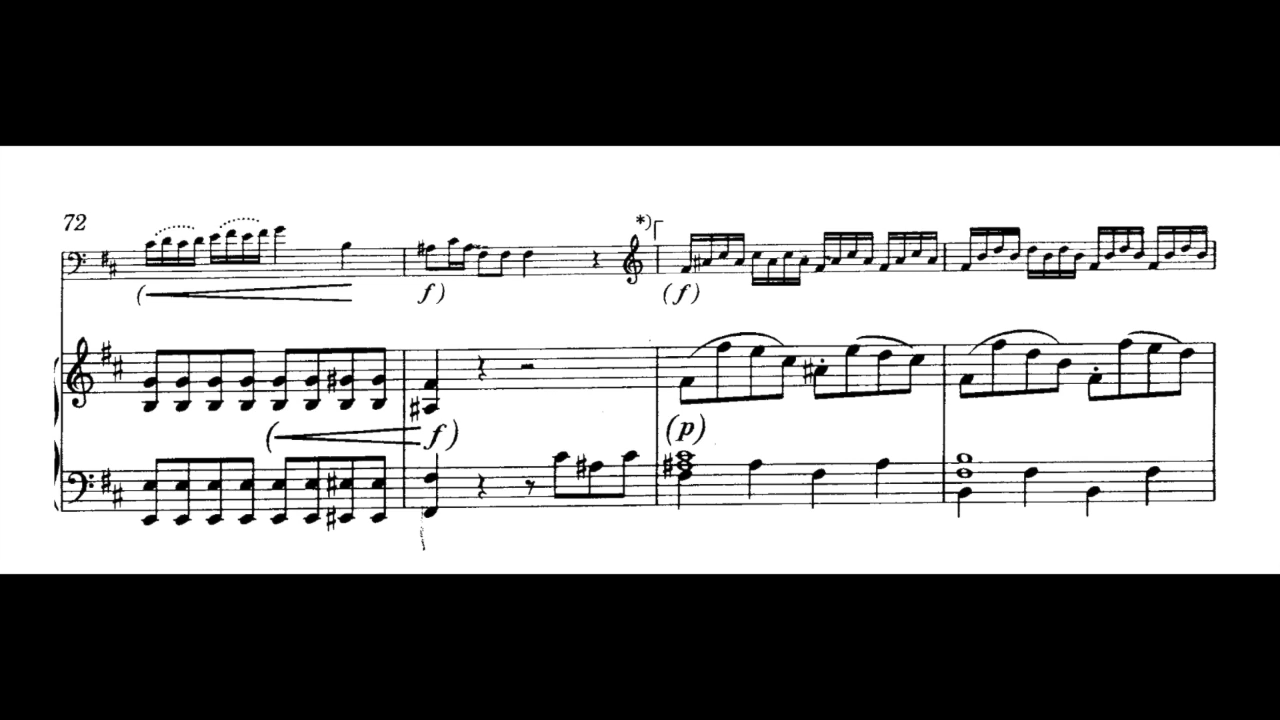 72
*)
( f )
( f )
( f )
(p)